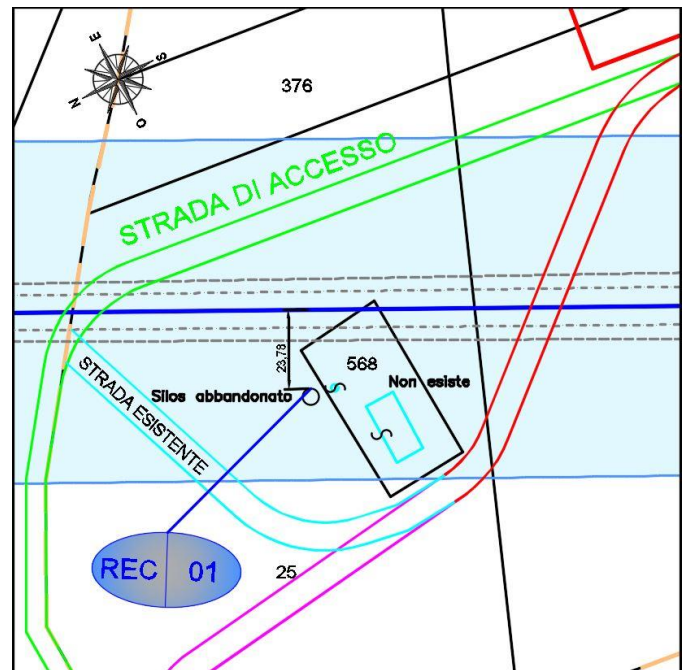 E
S
N
O
376
STRADA DI ACCESSO
23,78
568
Non esiste
S
Silos abbandonato
STRADA ESISTENTE
S
REC 01
25